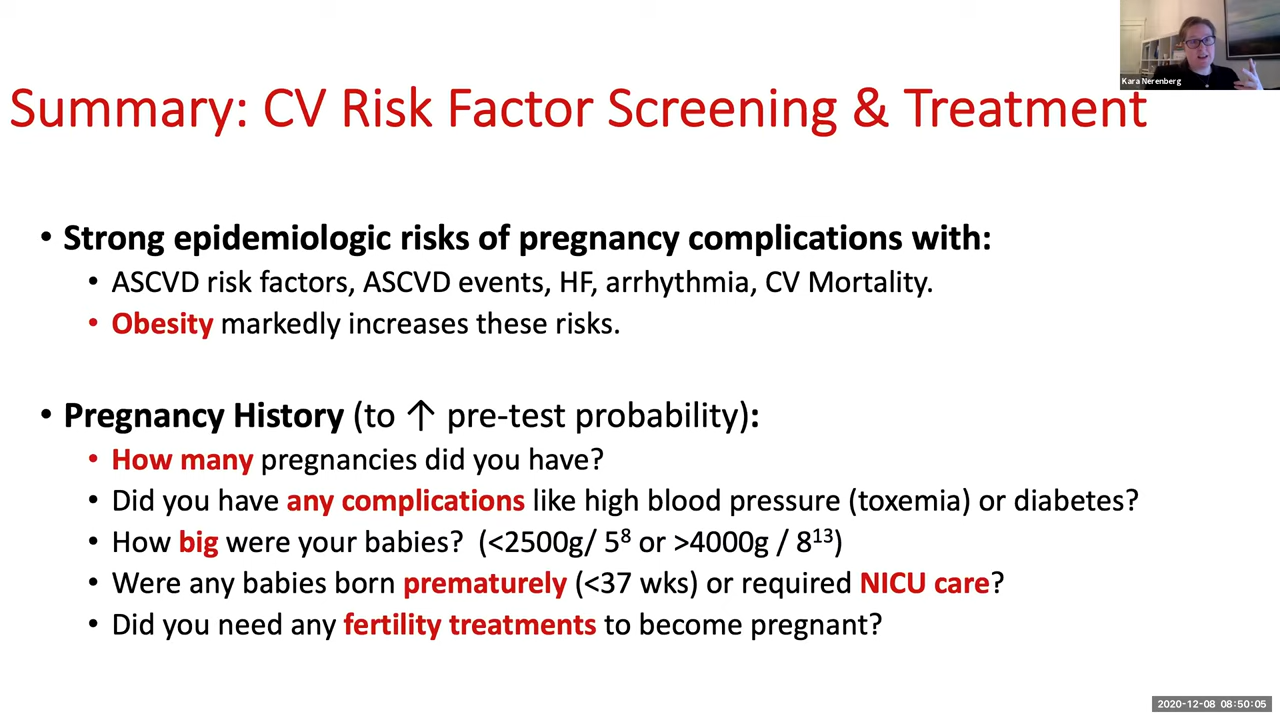 Kara Nerenberg
Summary: CV Risk Factor Screening & Treatment
• Strong epidemiologic risks of pregnancy complications with:
• ASCVD risk factors, ASCVD events, HF, arrhythmia, CV Mortality.
• Obesity markedly increases these risks.
• Pregnancy History (to ↑ pre-test probability):
• How many pregnancies did you have?
• Did you have any complications like high blood pressure (toxemia) or diabetes?
• How big were your babies? (<2500g/ 5⁸ or >4000g / 8¹³)
• Were any babies born prematurely (<37 wks) or required NICU care?
• Did you need any fertility treatments to become pregnant?
2020-12-08 08:50:05